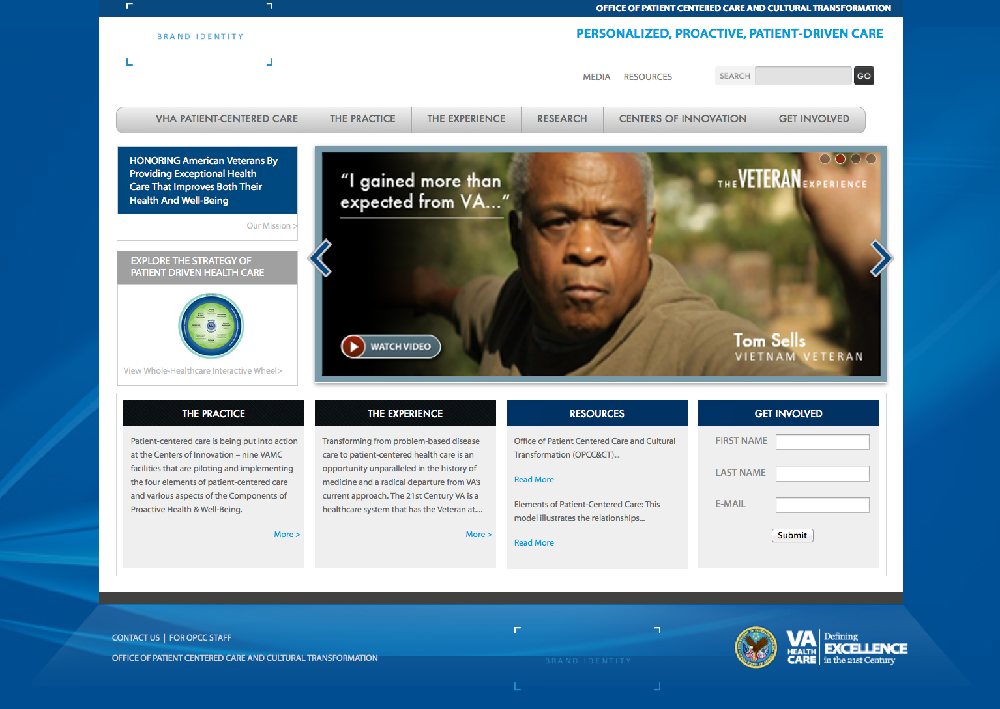 OFFICE OF PATIENT CENTERED CARE AND CULTURAL TRANSFORMATION
BRAND IDENTITY
PERSONALIZED, PROACTIVE, PATIENT-DRIVEN CARE
MEDIA RESOURCES SEARCH GO
VHA PATIENT-CENTERED CARE THE PRACTICE THE EXPERIENCE RESEARCH CENTERS OF INNOVATION GET INVOLVED
HONORING American Veterans By
Providing Exceptional Health
Care That Improves Both Their
Health And Well-Being
Our Mission >
EXPLORE THE STRATEGY OF
PATIENT DRIVEN HEALTH CARE
Me
View Whole-Healthcare Interactive Wheel>
“I gained more than
expected from VA...”
THE VETERAN EXPERIENCE
WATCH VIDEO
Tom Sells
VIETNAM VETERAN
THE PRACTICE
Patient-centered care is being put into action
at the Centers of Innovation – nine VAMC
facilities that are piloting and implementing
the four elements of patient-centered care
and various aspects of the Components of
Proactive Health & Well-Being.
More >
THE EXPERIENCE
Transforming from problem-based disease
care to patient-centered health care is an
opportunity unparalleled in the history of
medicine and a radical departure from VA’s
current approach. The 21st Century VA is a
healthcare system that has the Veteran at....
More >
RESOURCES
Office of Patient Centered Care and Cultural
Transformation (OPCC&CT)...
Read More
Elements of Patient-Centered Care: This
model illustrates the relationships...
Read More
GET INVOLVED
FIRST NAME
LAST NAME
E-MAIL
Submit
CONTACT US | FOR OPCC STAFF
OFFICE OF PATIENT CENTERED CARE AND CULTURAL TRANSFORMATION
BRAND IDENTITY
VA
HEALTH
CARE
Defining
EXCELLENCE
in the 21st Century